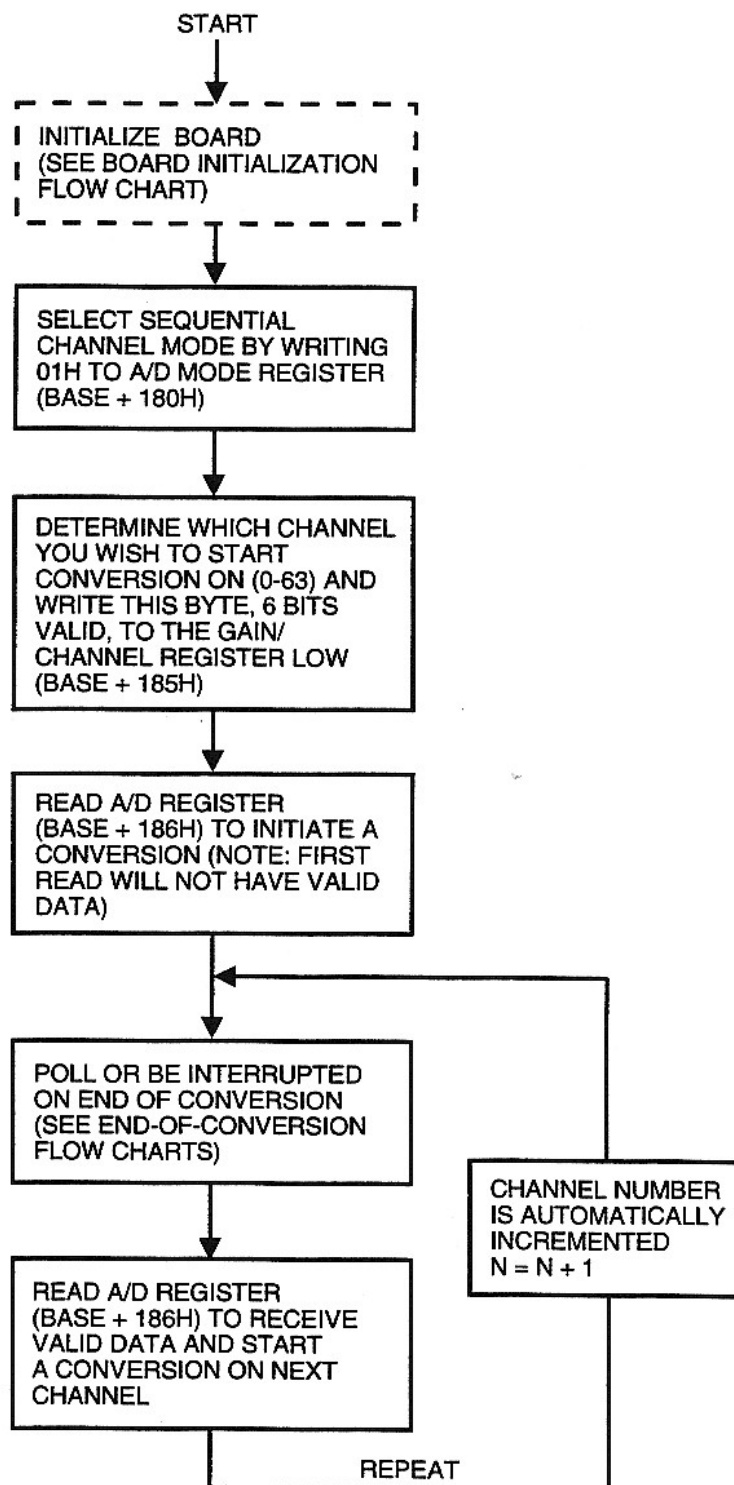 START
INITIALIZE BOARD
(SEE BOARD INITIALIZATION
FLOW CHART)
SELECT SEQUENTIAL
CHANNEL MODE BY WRITING
01H TO A/D MODE REGISTER
(BASE + 180H)
DETERMINE WHICH CHANNEL
YOU WISH TO START
CONVERSION ON (0-63) AND
WRITE THIS BYTE, 6 BITS
VALID, TO THE GAIN/
CHANNEL REGISTER LOW
(BASE + 185H)
READ A/D REGISTER
(BASE + 186H) TO INITIATE A
CONVERSION (NOTE: FIRST
READ WILL NOT HAVE VALID
DATA)
POLL OR BE INTERRUPTED
ON END OF CONVERSION
(SEE END-OF-CONVERSION
FLOW CHARTS)
READ A/D REGISTER
(BASE + 186H) TO RECEIVE
VALID DATA AND START
A CONVERSION ON NEXT
CHANNEL
CHANNEL NUMBER
IS AUTOMATICALLY
INCREMENTED
N = N + 1
REPEAT